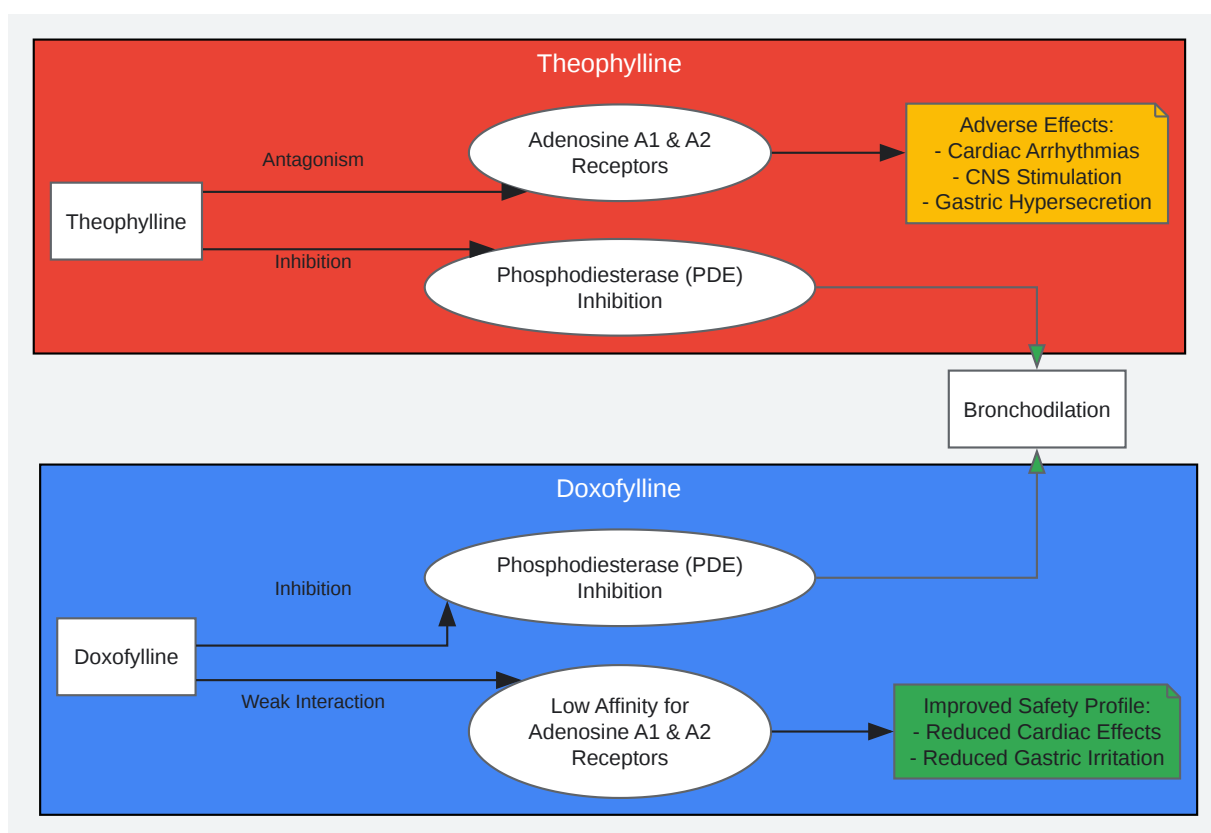 Theophylline
Antagonism
Adenosine A1 & A2
Receptors
Adverse Effects:
- Cardiac Arrhythmias
- CNS Stimulation
- Gastric Hypersecretion
Theophylline
Inhibition
Phosphodiesterase (PDE)
Inhibition
Bronchodilation
Doxofylline
Inhibition
Phosphodiesterase (PDE)
Inhibition
Doxofylline
Weak Interaction
Low Affinity for
Adenosine A1 & A2
Receptors
Improved Safety Profile:
- Reduced Cardiac Effects
- Reduced Gastric Irritation